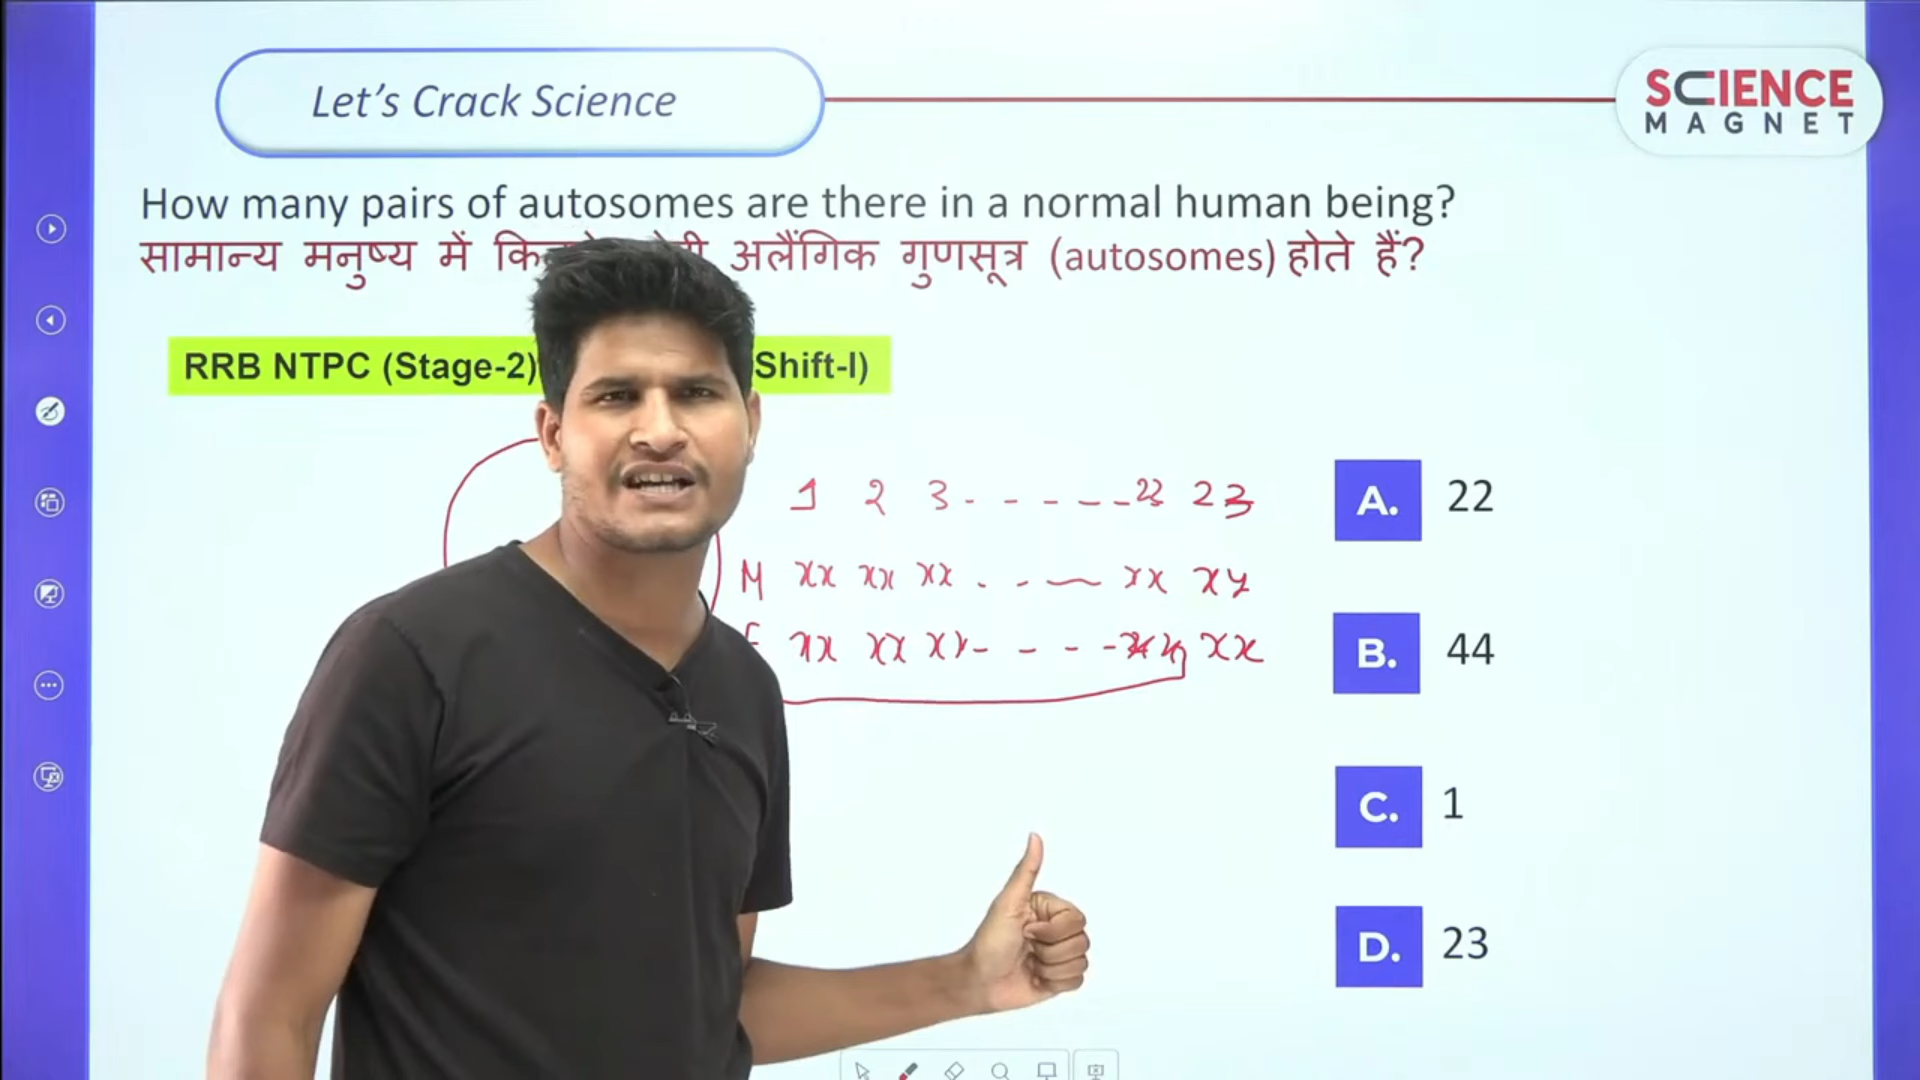 Let's Crack Science
SCIENCE
MAGNET
How many pairs of autosomes are there in a normal human being?
सामान्य मनुष्य में अलैंगिक गुणसूत्र (autosomes) होते हैं?
RRB NTPC (Stage-2) Shift-I)
1 2 3 - - - - - 22 23
M xx xx xx . . — xx xy
F xx xx xx - - - - xx xx
A. 22
B. 44
C. 1
D. 23